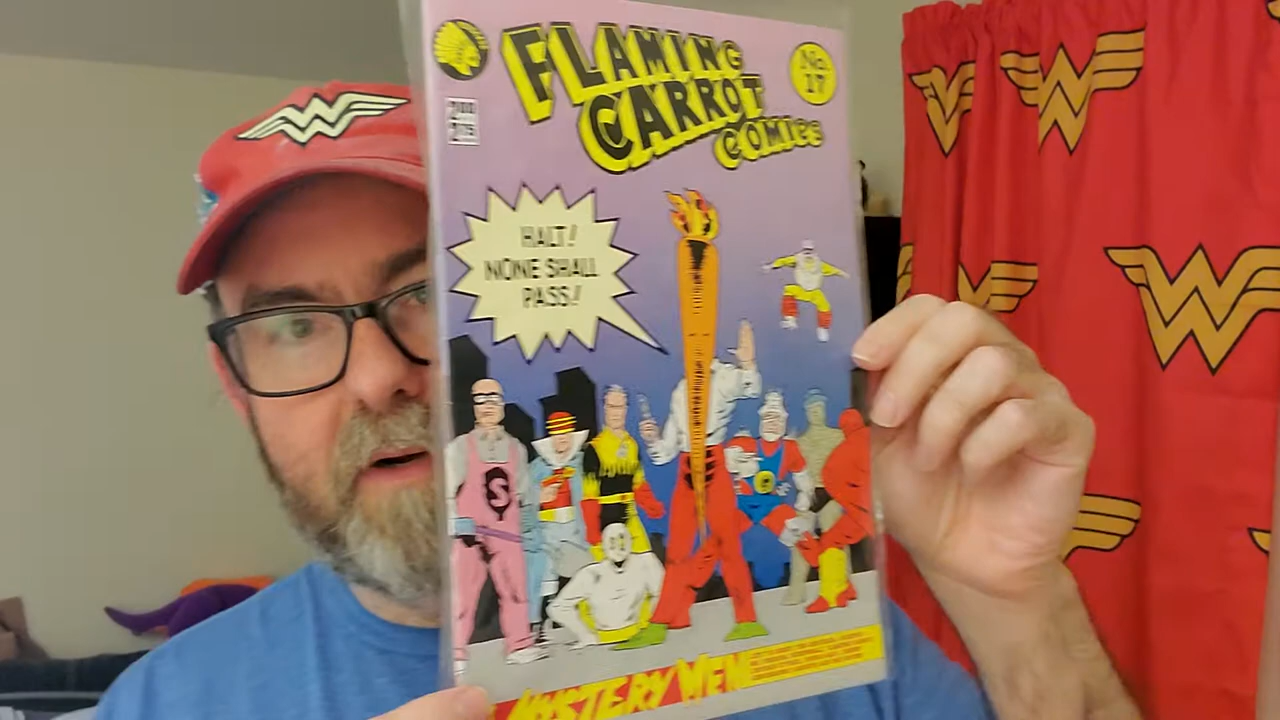 FLAMING
CARROT
COMICS
No.
17
HALT!
NONE SHALL
PASS!
S
MYSTERY MEN